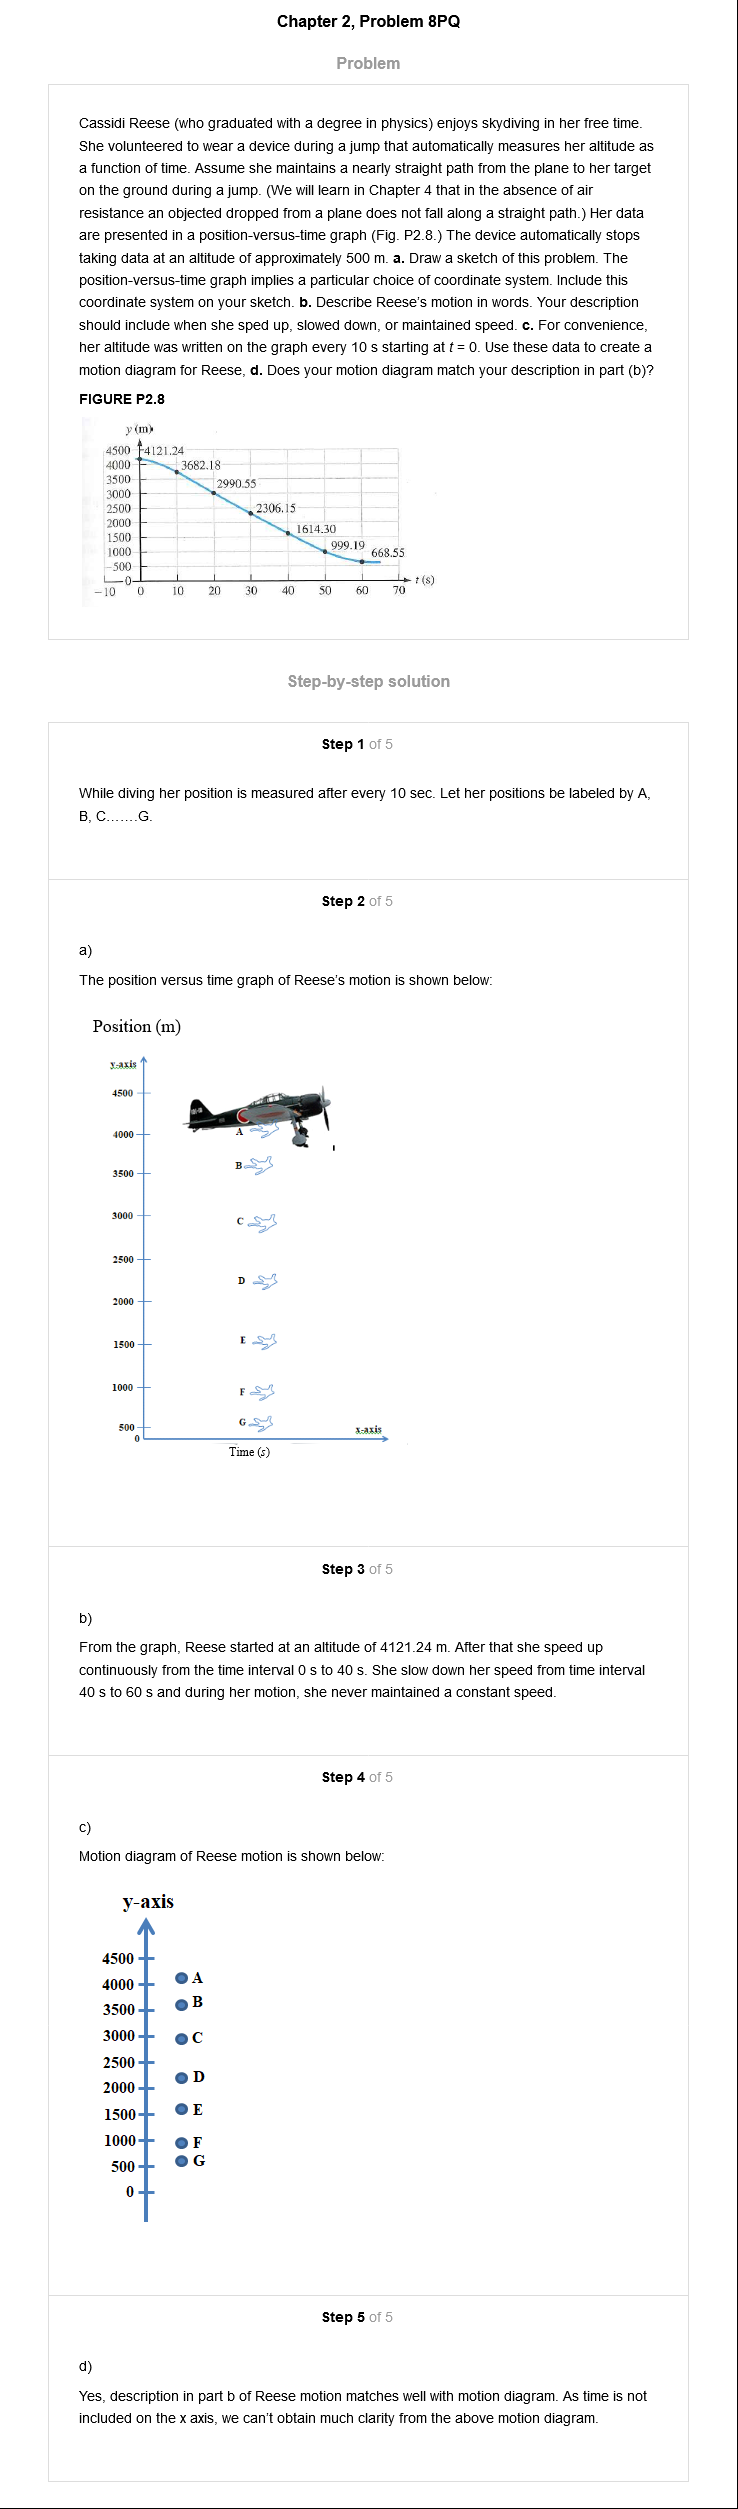 Chapter 2, Problem 8PQ
Problem
Cassidi Reese (who graduated with a degree in physics) enjoys skydiving in her free time.
She volunteered to wear a device during a jump that automatically measures her altitude as
a function of time. Assume she maintains a nearly straight path from the plane to her target
on the ground during a jump. (We will learn in Chapter 4 that in the absence of air
resistance an objected dropped from a plane does not fall along a straight path.) Her data
are presented in a position-versus-time graph (Fig. P2.8.) The device automatically stops
taking data at an altitude of approximately 500 m. a. Draw a sketch of this problem. The
position-versus-time graph implies a particular choice of coordinate system. Include this
coordinate system on your sketch. b. Describe Reese's motion in words. Your description
should include when she sped up, slowed down, or maintained speed. c. For convenience,
her altitude was written on the graph every 10 s starting at t = 0. Use these data to create a
motion diagram for Reese, d. Does your motion diagram match your description in part (b)?
FIGURE P2.8
y (m)
4500 4121.24
4000 3682.18
3500 2990.55
3000
2500 2306.15
2000 1614.30
1500 999.19
1000 668.55
500
0 t (s)
-10 0 10 20 30 40 50 60 70
Step-by-step solution
Step 1 of 5
While diving her position is measured after every 10 sec. Let her positions be labeled by A,
B, C.......G.
Step 2 of 5
a)
The position versus time graph of Reese's motion is shown below:
Position (m)
y-axis
4500
4000 A
B
3500
3000 C
2500
D
2000
1500 E
1000 F
500 G
x-axis
0
Time (s)
Step 3 of 5
b)
From the graph, Reese started at an altitude of 4121.24 m. After that she speed up
continuously from the time interval 0 s to 40 s. She slow down her speed from time interval
40 s to 60 s and during her motion, she never maintained a constant speed.
Step 4 of 5
c)
Motion diagram of Reese motion is shown below:
y-axis
4500
A
4000
B
3500
3000 C
2500
D
2000
1500 E
1000 F
500 G
0
Step 5 of 5
d)
Yes, description in part b of Reese motion matches well with motion diagram. As time is not
included on the x axis, we can't obtain much clarity from the above motion diagram.